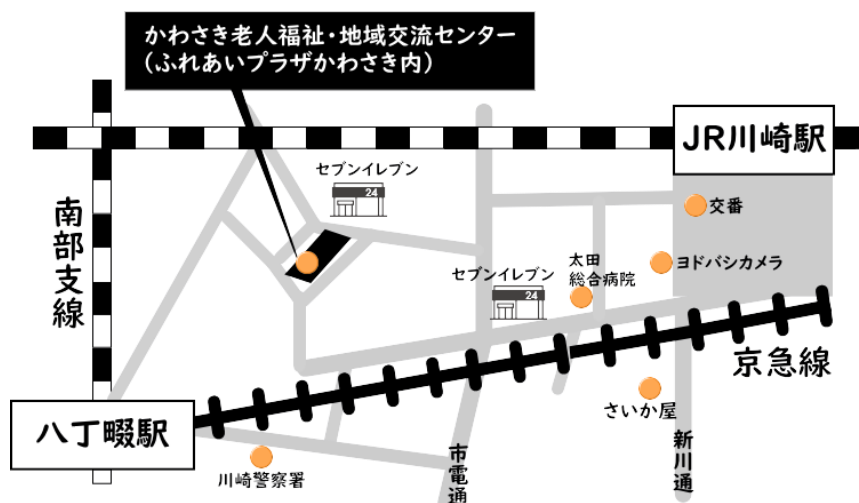 かわさき老人福祉・地域交流センター
（ふれあいプラザかわさき内）
JR川崎駅
セブンイレブン
24
交番
南部支線
太田
総合病院
ヨドバシカメラ
セブンイレブン
24
京急線
さいか屋
八丁畷駅
川崎警察署
市電通
新川通